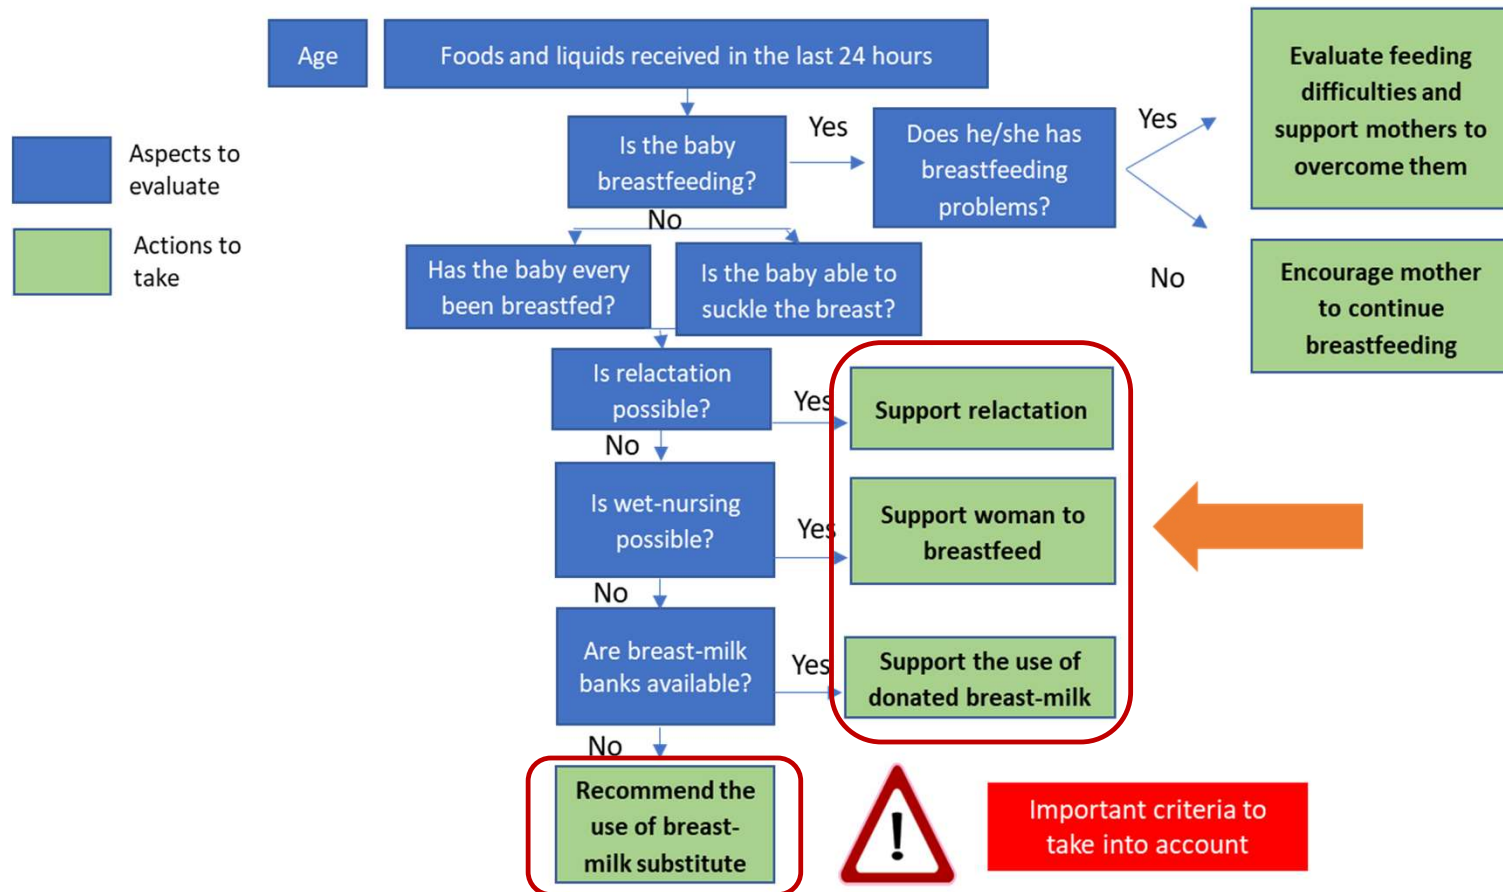 Age
Foods and liquids received in the last 24 hours
Evaluate feeding
difficulties and
support mothers to
overcome them
Aspects to
evaluate
Is the baby
breastfeeding?
Yes
Does he/she has
breastfeeding
problems?
Yes
Actions to
take
No
Has the baby every
been breastfed?
Is the baby able to
suckle the breast?
No
Encourage mother
to continue
breastfeeding
Is relactation
possible?
Yes
Support relactation
No
Is wet-nursing
possible?
Yes
Support woman to
breastfeed
No
Are breast-milk
banks available?
Yes
Support the use of
donated breast-milk
No
Recommend the
use of breast-
milk substitute
!
Important criteria to
take into account